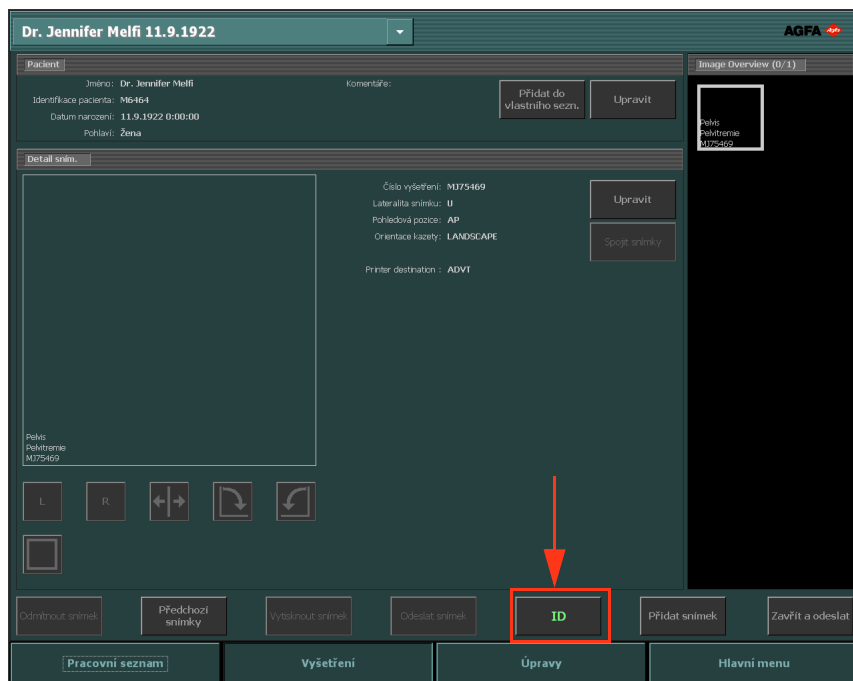 Dr. Jennifer Melfi 11.9.1922
AGFA
Pacient
Jméno: Dr. Jennifer Melfi
Identifikace pacienta: M6464
Datum narození: 11.9.1922 0:00:00
Pohlaví: Žena
Komentáře:
Přidat do
vlastního sezn.
Upravit
Image Overview (0/1)
Pelvis
Pelvitremie
MJ75469
Detail sním.
Číslo vyšetření: MJ75469
Lateralita snímku: U
Pohledová pozice: AP
Orientace kazety: LANDSCAPE
Printer destination : ADVT
Upravit
Spojit snímky
Pelvis
Pelvitremie
MJ75469
L
R
Odmítnout snímek
Předchozí
snímky
Vytisknout snímek
Odeslat snímek
ID
Přidat snímek
Zavřít a odeslat
Pracovní seznam
Vyšetření
Úpravy
Hlavní menu